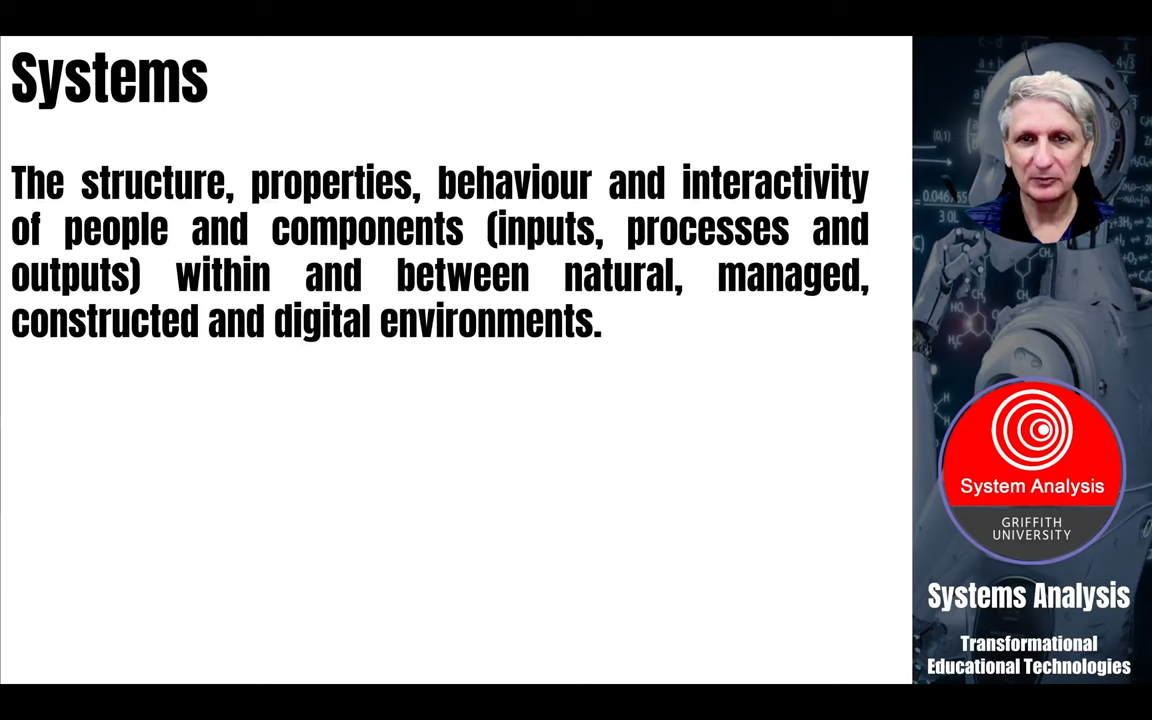 Systems
The structure, properties, behaviour and interactivity
of people and components (inputs, processes and
outputs) within and between natural, managed,
constructed and digital environments.
System Analysis
GRIFFITH
UNIVERSITY
Systems Analysis
Transformational
Educational Technologies